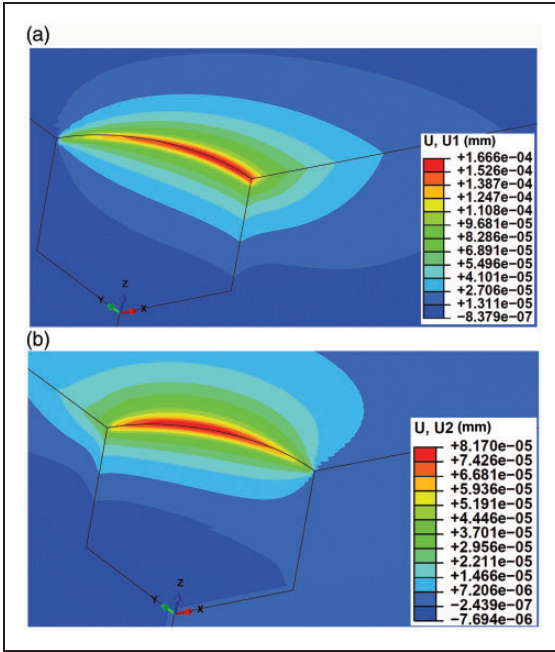 (a)
U, U1 (mm)
+1.666e-04
+1.526e-04
+1.387e-04
+1.247e-04
+1.108e-04
+9.681e-05
+8.286e-05
+6.891e-05
+5.496e-05
+4.101e-05
+2.706e-05
+1.311e-05
−8.379e-07
Z
Y
X
(b)
U, U2 (mm)
+8.170e-05
+7.426e-05
+6.681e-05
+5.936e-05
+5.191e-05
+4.446e-05
+3.701e-05
+2.956e-05
+2.211e-05
+1.466e-05
+7.206e-06
−2.439e-07
−7.694e-06
Z
Y
X